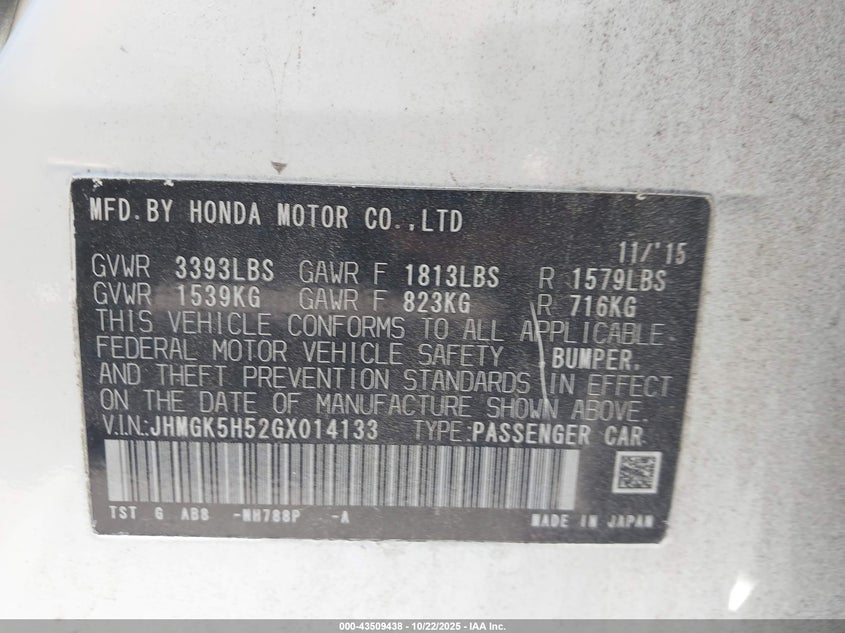 MFD.BY HONDA MOTOR CO.,LTD
11/'15
GVWR 3393LBS GAWR F 1813LBS R 1579LBS
GVWR 1539KG GAWR F 823KG R 716KG
THIS VEHICLE CONFORMS TO ALL APPLICABLE
FEDERAL MOTOR VEHICLE SAFETY, BUMPER,
AND THEFT PREVENTION STANDARDS IN EFFECT
ON THE DATE OF MANUFACTURE SHOWN ABOVE.
V.I.N.:JHMGK5H52GX014133 TYPE:PASSENGER CAR
TST G AB8 -NH788P -A MADE IN JAPAN
000-43509438 - 10/22/2025 - IAA Inc.